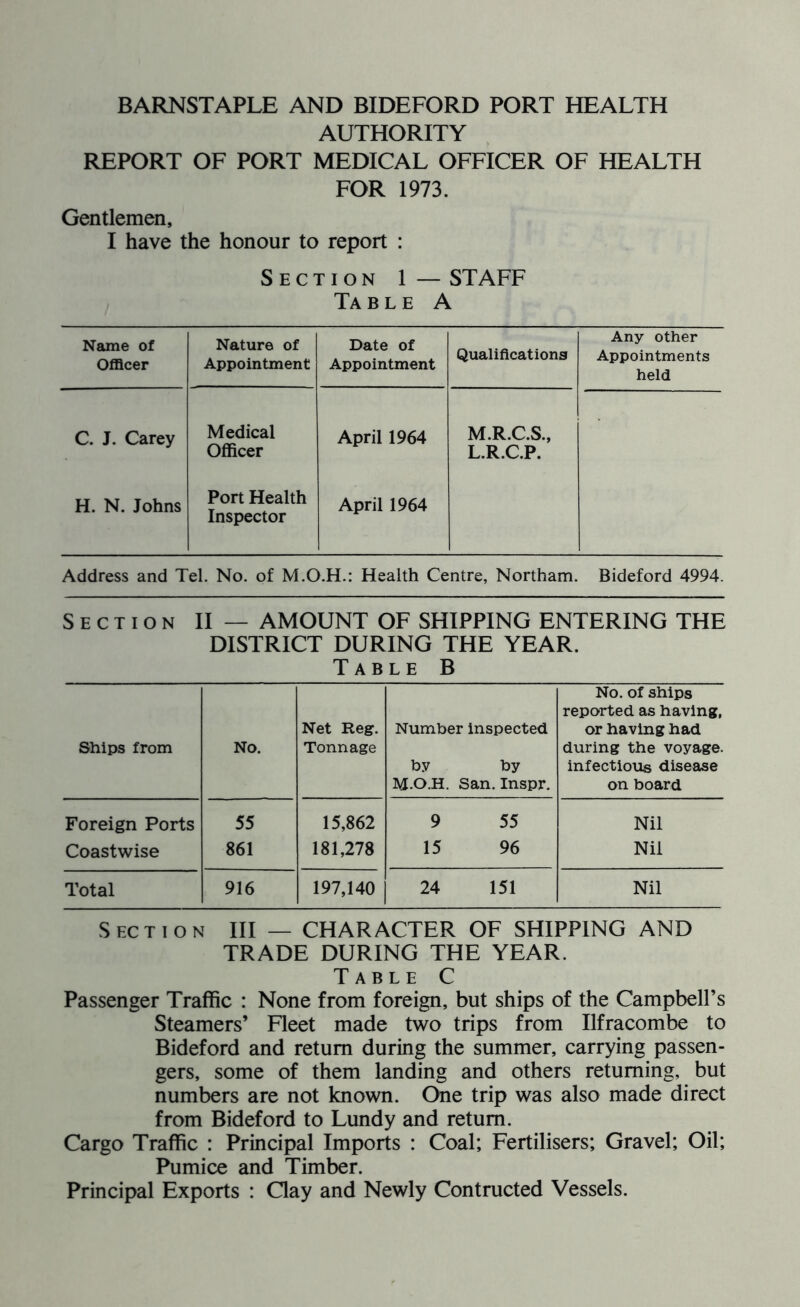 BARNSTAPLE AND BIDEFORD PORT HEALTH
AUTHORITY
REPORT OF PORT MEDICAL OFFICER OF HEALTH
FOR 1973.
Gentlemen,
I have the honour to report :
Section 1 — STAFF
Table A
Name of Officer | Nature of Appointment | Date of Appointment | Qualifications | Any other Appointments held
C. J. Carey | Medical Officer | April 1964 | M.R.C.S., L.R.C.P.
H. N. Johns | Port Health Inspector | April 1964
Address and Tel. No. of M.O.H.: Health Centre, Northam. Bideford 4994.
Section II — AMOUNT OF SHIPPING ENTERING THE
DISTRICT DURING THE YEAR.
Table B
Ships from | No. | Net Reg. Tonnage | Number inspected by M.O.H. by San. Inspr. | No. of ships reported as having, or having had during the voyage. infectious disease on board
Foreign Ports | 55 | 15,862 | 9 55 | Nil
Coastwise | 861 | 181,278 | 15 96 | Nil
Total | 916 | 197,140 | 24 151 | Nil
Section III — CHARACTER OF SHIPPING AND
TRADE DURING THE YEAR.
Table C
Passenger Traffic : None from foreign, but ships of the Campbell's
Steamers' Fleet made two trips from Ilfracombe to
Bideford and return during the summer, carrying passen-
gers, some of them landing and others returning, but
numbers are not known. One trip was also made direct
from Bideford to Lundy and return.
Cargo Traffic : Principal Imports : Coal; Fertilisers; Gravel; Oil;
Pumice and Timber.
Principal Exports : Clay and Newly Contructed Vessels.